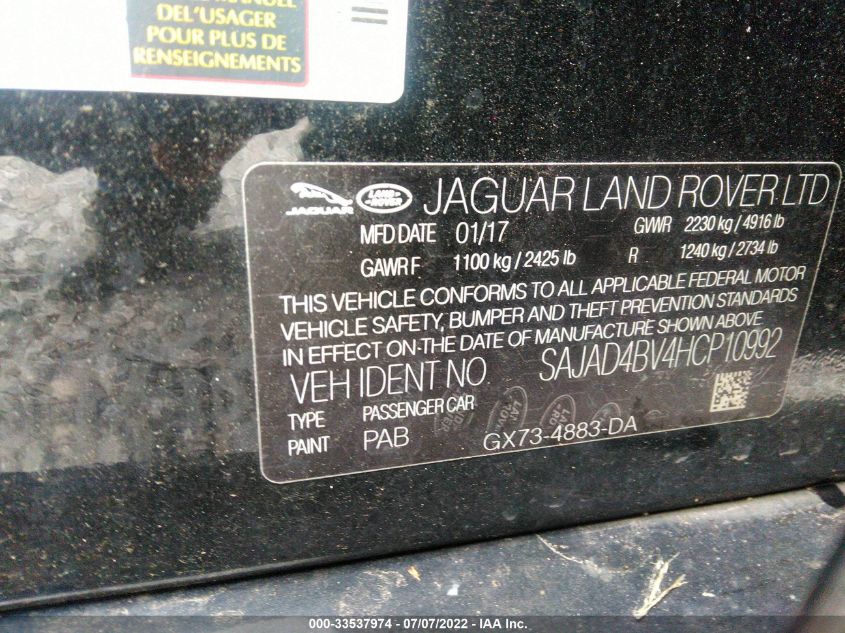 DEL'USAGER
POUR PLUS DE
RENSEIGNEMENTS
JAGUAR LAND ROVER JAGUAR LAND ROVER LTD
MFD DATE 01/17 GVWR 2230 kg / 4916 lb
GAWR F 1100 kg / 2425 lb R 1240 kg / 2734 lb
THIS VEHICLE CONFORMS TO ALL APPLICABLE FEDERAL MOTOR
VEHICLE SAFETY, BUMPER AND THEFT PREVENTION STANDARDS
IN EFFECT ON THE DATE OF MANUFACTURE SHOWN ABOVE
VEH IDENT NO SAJAD4BV4HCP10992
TYPE PASSENGER CAR
PAINT PAB GX73-4883-DA
000-33537974 - 07/07/2022 - IAA Inc.